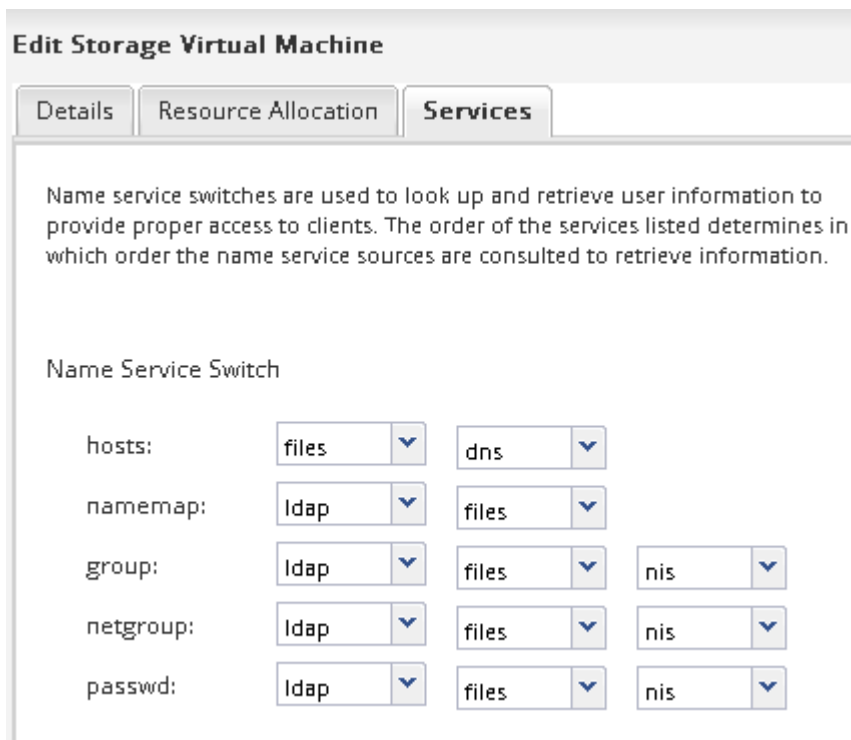 Edit Storage Virtual Machine
Details Resource Allocation Services
Name service switches are used to look up and retrieve user information to
provide proper access to clients. The order of the services listed determines in
which order the name service sources are consulted to retrieve information.
Name Service Switch
hosts: files dns
namemap: ldap files
group: ldap files nis
netgroup: ldap files nis
passwd: ldap files nis